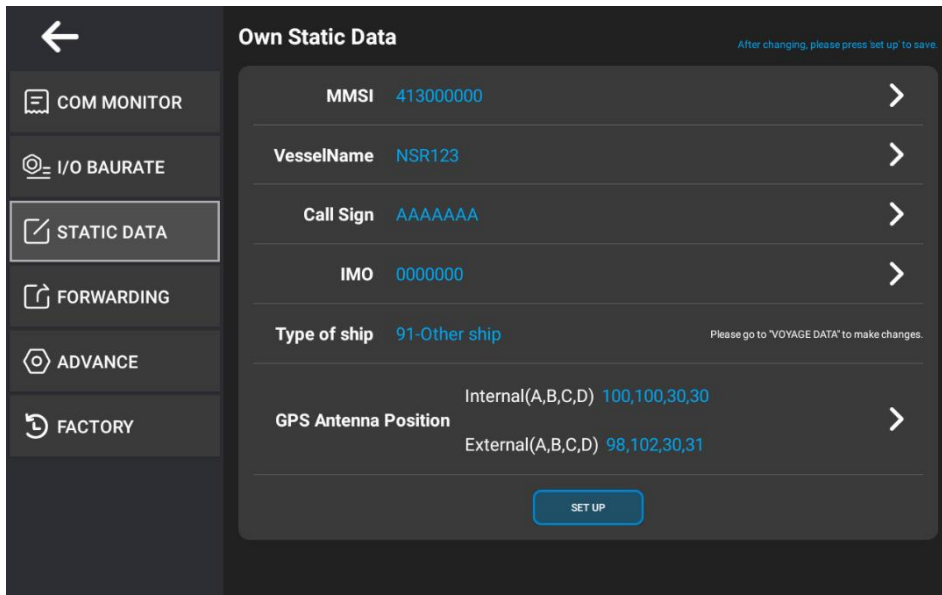 Own Static Data
After changing, please press 'set up' to save.
COM MONITOR
I/O BAURATE
STATIC DATA
FORWARDING
ADVANCE
FACTORY
MMSI 413000000
VesselName NSR123
Call Sign AAAAAAA
IMO 0000000
Type of ship 91-Other ship Please go to "VOYAGE DATA" to make changes.
GPS Antenna Position
Internal(A,B,C,D) 100,100,30,30
External(A,B,C,D) 98,102,30,31
SET UP